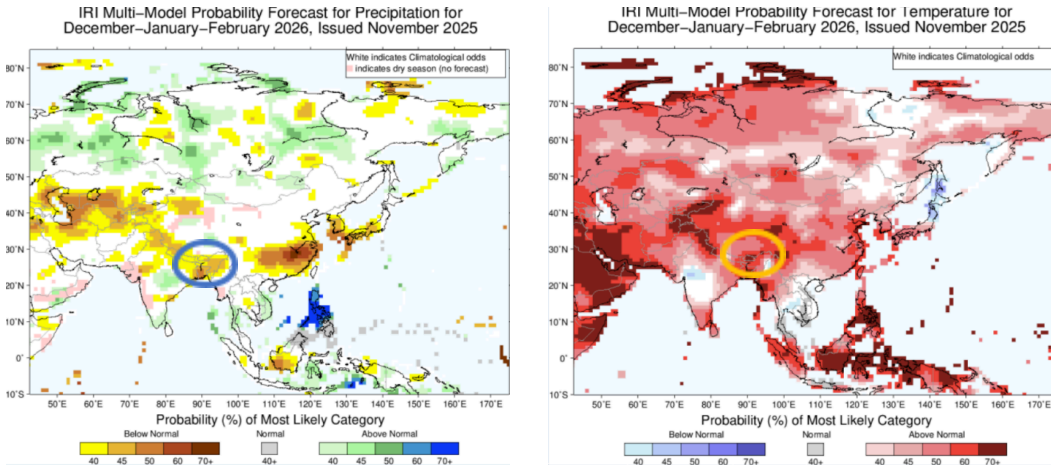 IRI Multi-Model Probability Forecast for Precipitation for
December-January-February 2026, Issued November 2025
White indicates Climatological odds
indicates dry season (no forecast)
80°N
70°N
60°N
50°N
40°N
30°N
20°N
10°N
0°
10°S
50°E 60°E 70°E 80°E 90°E 100°E 110°E 120°E 130°E 140°E 150°E 160°E 170°E
Probability (%) of Most Likely Category
Below Normal Normal Above Normal
40 45 50 60 70+ 40+ 40 45 50 60 70+
IRI Multi-Model Probability Forecast for Temperature for
December-January-February 2026, Issued November 2025
White indicates Climatological odds
80°N
70°N
60°N
50°N
40°N
30°N
20°N
10°N
0°
10°S
50°E 60°E 70°E 80°E 90°E 100°E 110°E 120°E 130°E 140°E 150°E 160°E 170°E
Probability (%) of Most Likely Category
Below Normal Normal Above Normal
40 45 50 60 70+ 40+ 40 45 50 60 70+